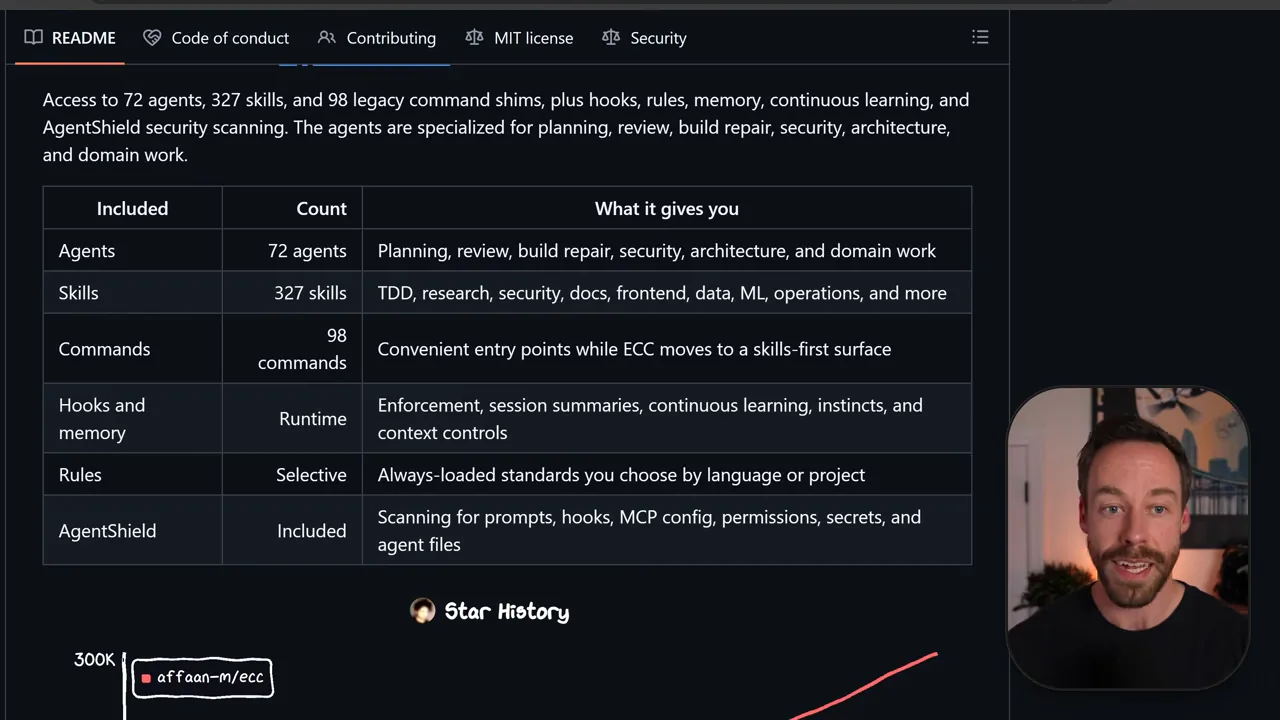 README
Code of conduct
Contributing
MIT license
Security
Access to 72 agents, 327 skills, and 98 legacy command shims, plus hooks, rules, memory, continuous learning, and
AgentShield security scanning. The agents are specialized for planning, review, build repair, security, architecture,
and domain work.
Included
Count
What it gives you
Agents
72 agents
Planning, review, build repair, security, architecture, and domain work
Skills
327 skills
TDD, research, security, docs, frontend, data, ML, operations, and more
Commands
98
commands
Convenient entry points while ECC moves to a skills-first surface
Hooks and
memory
Runtime
Enforcement, session summaries, continuous learning, instincts, and
context controls
Rules
Selective
Always-loaded standards you choose by language or project
AgentShield
Included
Scanning for prompts, hooks, MCP config, permissions, secrets, and
agent files
Star History
300K
affaan-m/ecc